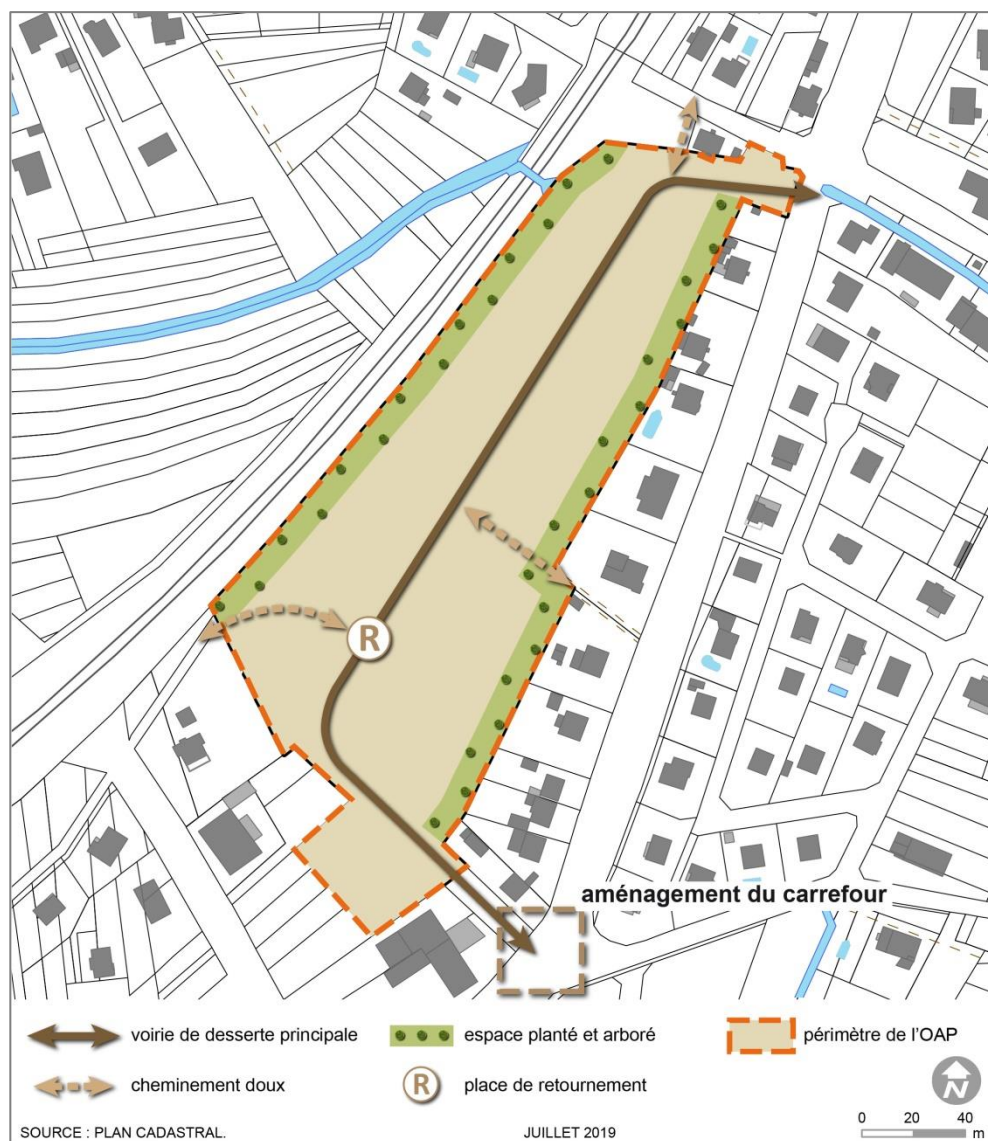 R
aménagement du carrefour
voirie de desserte principale
espace planté et arboré
périmètre de l'OAP
cheminement doux
R
place de retournement
N
SOURCE : PLAN CADASTRAL.
JUILLET 2019
0 20 40
m